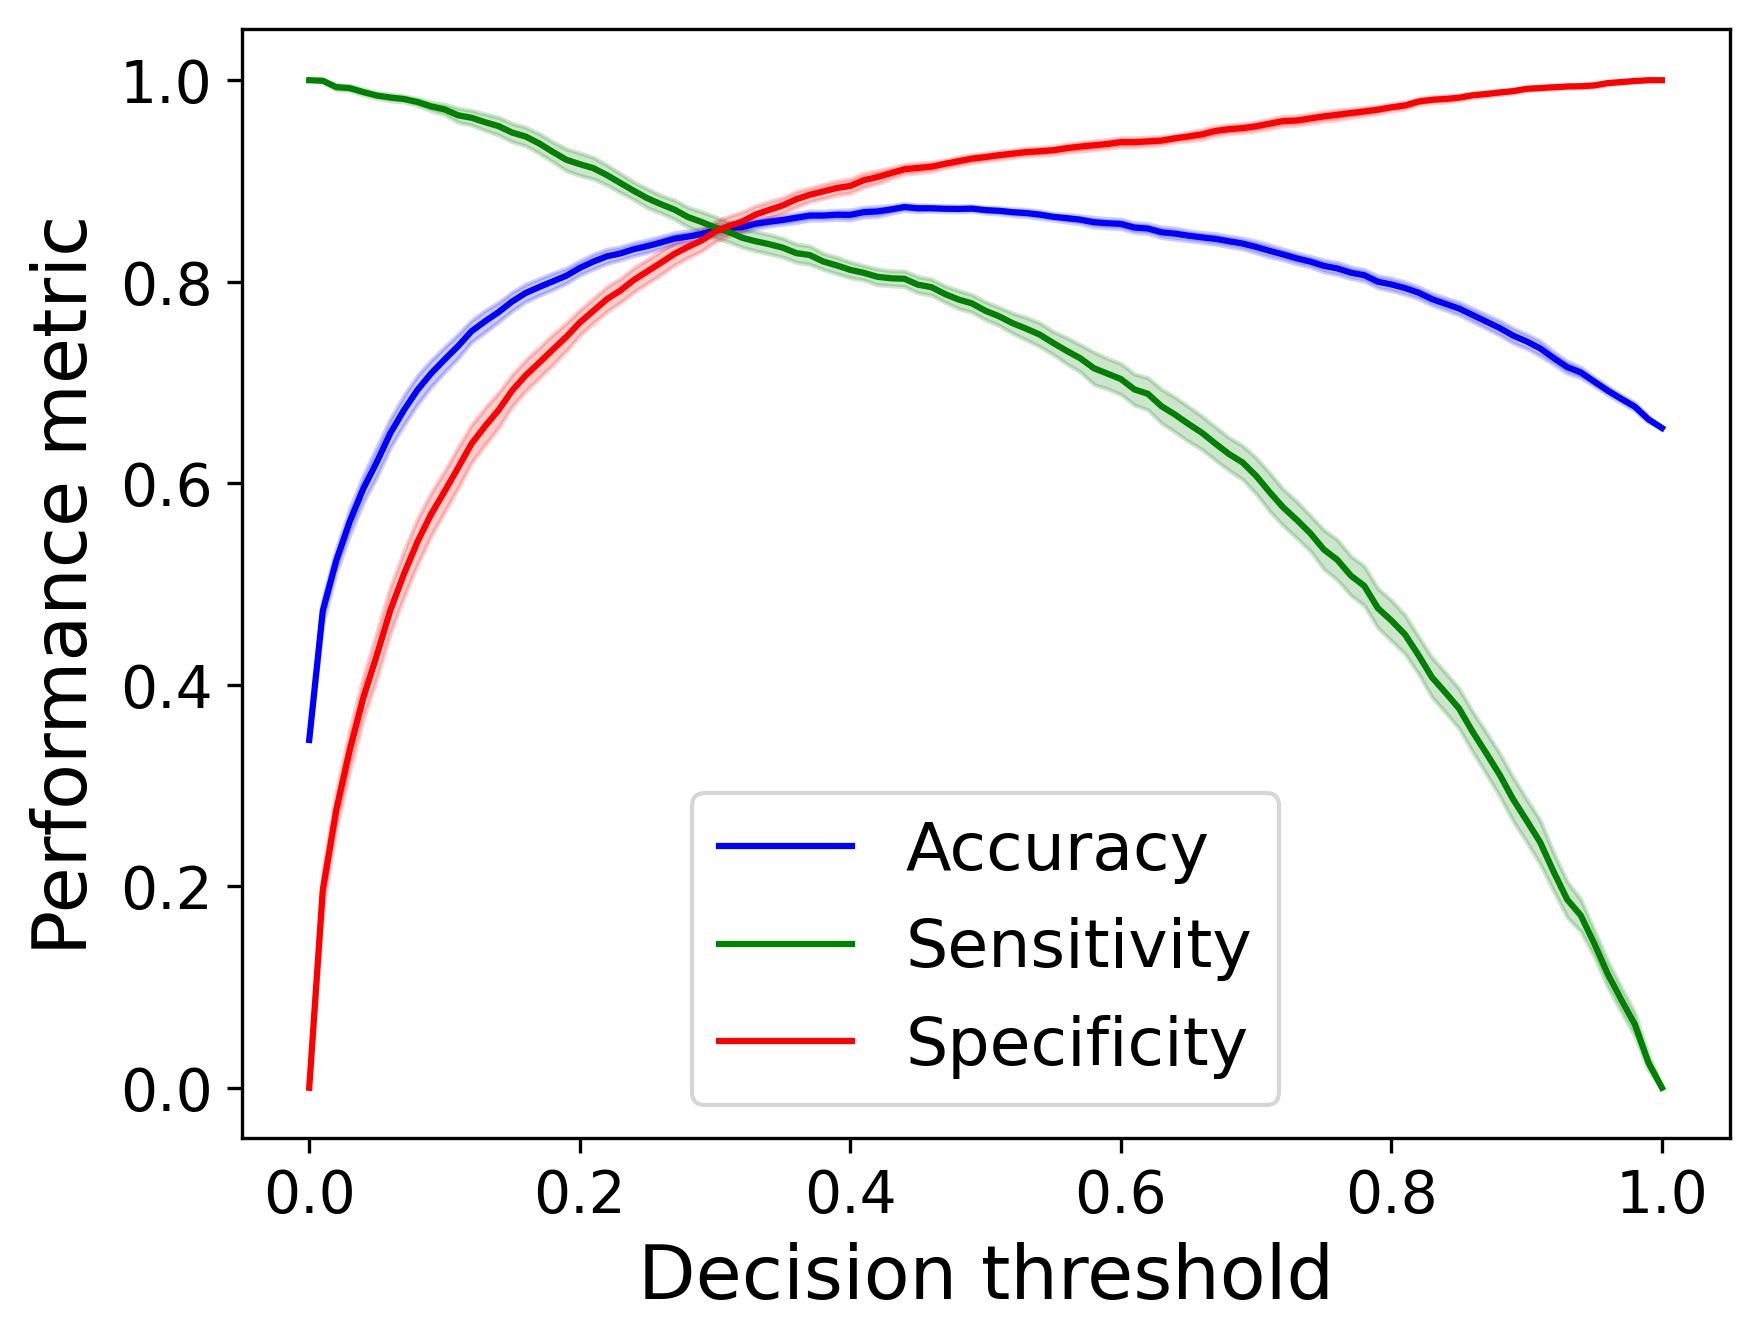 Performance metric
1.0
0.8
0.6
0.4
0.2
0.0
Accuracy
Sensitivity
Specificity
0.0 0.2 0.4 0.6 0.8 1.0
Decision threshold